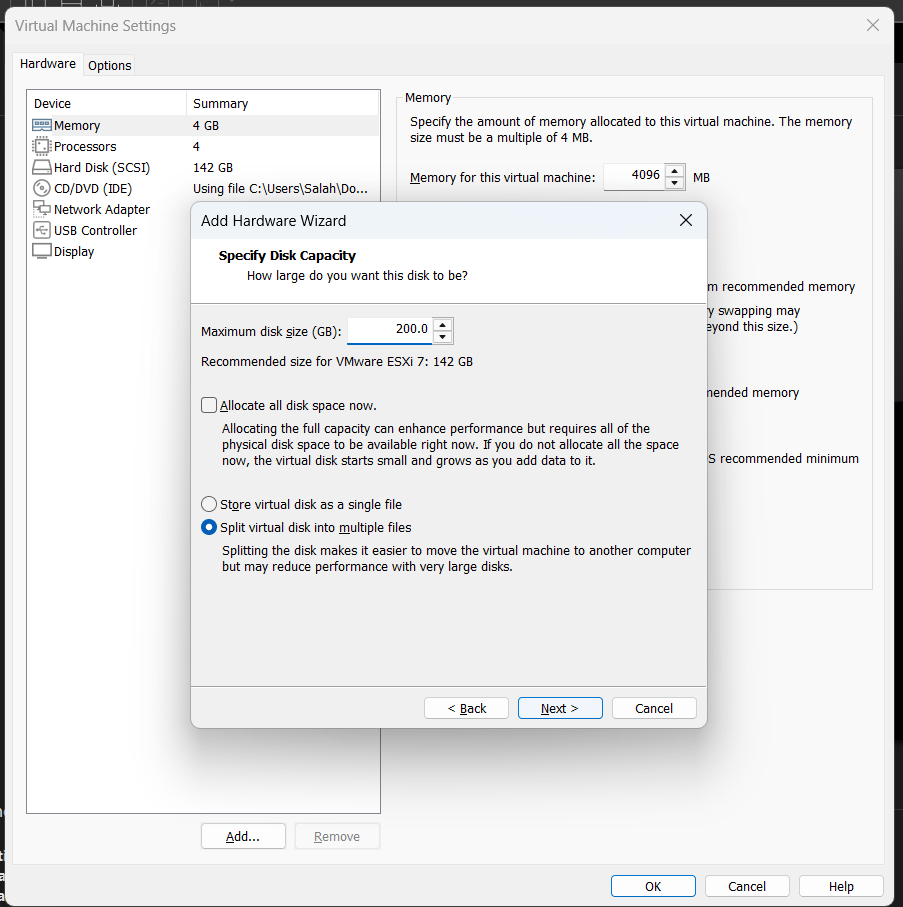 Virtual Machine Settings
Hardware
Options
Device
Summary
Memory
4 GB
Processors
4
Hard Disk (SCSI)
142 GB
CD/DVD (IDE)
Using file C:\Users\Salah\Do...
Network Adapter
USB Controller
Display
Memory
Specify the amount of memory allocated to this virtual machine. The memory
size must be a multiple of 4 MB.
Memory for this virtual machine:
4096
MB
m recommended memory
y swapping may
eyond this size.)
mended memory
S recommended minimum
Add Hardware Wizard
Specify Disk Capacity
How large do you want this disk to be?
Maximum disk size (GB):
200.0
Recommended size for VMware ESXi 7: 142 GB
Allocate all disk space now.
Allocating the full capacity can enhance performance but requires all of the
physical disk space to be available right now. If you do not allocate all the space
now, the virtual disk starts small and grows as you add data to it.
Store virtual disk as a single file
Split virtual disk into multiple files
Splitting the disk makes it easier to move the virtual machine to another computer
but may reduce performance with very large disks.
< Back
Next >
Cancel
Add...
Remove
OK
Cancel
Help